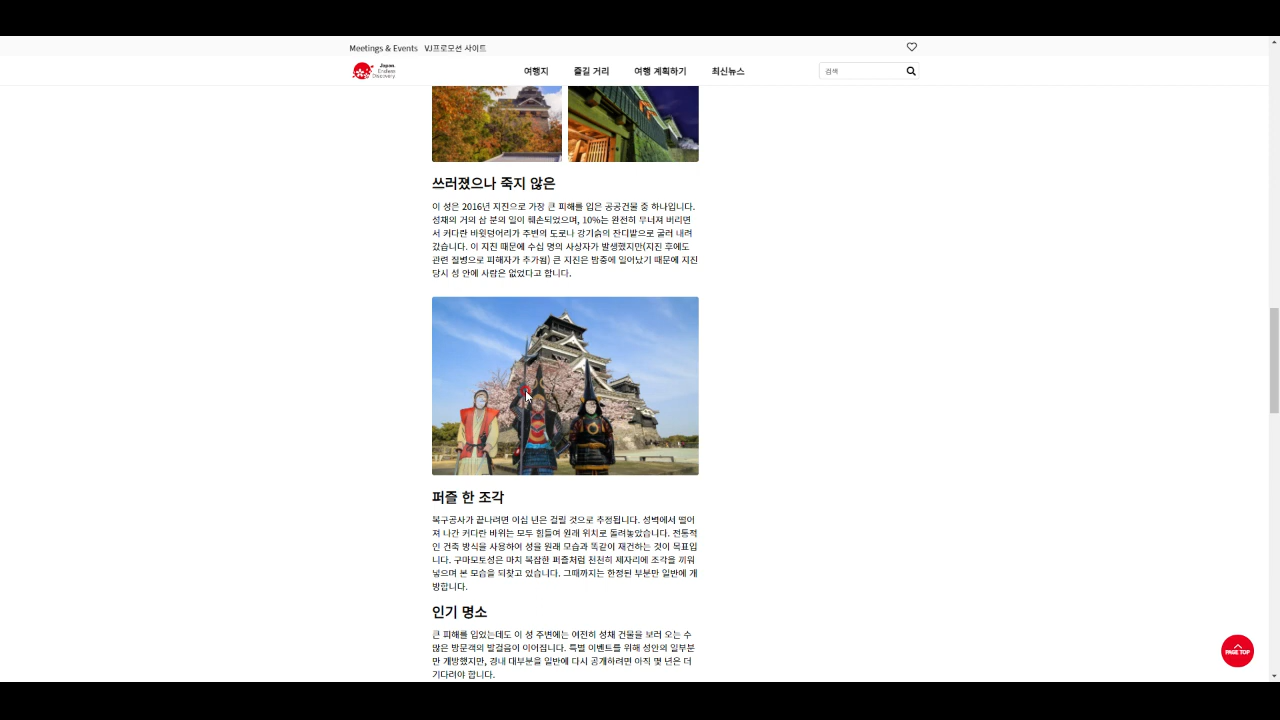 Meetings & Events VJ프로모션 사이트
Japan.
Endless
Discovery.
여행지 즐길 거리 여행 계획하기 최신뉴스 검색
쓰러졌으나 죽지 않은
이 성은 2016년 지진으로 가장 큰 피해를 입은 공공건물 중 하나입니다.
성채의 거의 삼 분의 일이 훼손되었으며, 10%는 완전히 무너져 버리면
서 커다란 바윗덩어리가 주변의 도로나 강기슭의 잔디밭으로 굴러 내려
갔습니다. 이 지진 때문에 수십 명의 사상자가 발생했지만(지진 후에도
관련 질병으로 피해자가 추가됨) 큰 지진은 밤중에 일어났기 때문에 지진
당시 성 안에 사람은 없었다고 합니다.
퍼즐 한 조각
복구공사가 끝나려면 이십 년은 걸릴 것으로 추정됩니다. 성벽에서 떨어
져 나간 커다란 바위는 모두 힘들여 원래 위치로 돌려놓았습니다. 전통적
인 건축 방식을 사용하여 성을 원래 모습과 똑같이 재건하는 것이 목표입
니다. 구마모토성은 마치 복잡한 퍼즐처럼 천천히 제자리에 조각을 끼워
넣으며 본 모습을 되찾고 있습니다. 그때까지는 한정된 부분만 일반에 개
방합니다.
인기 명소
큰 피해를 입었는데도 이 성 주변에는 여전히 성채 건물을 보러 오는 수
많은 방문객의 발걸음이 이어집니다. 특별 이벤트를 위해 성안의 일부분
만 개방했지만, 경내 대부분을 일반에 다시 공개하려면 아직 몇 년은 더
기다려야 합니다.
PAGE TOP